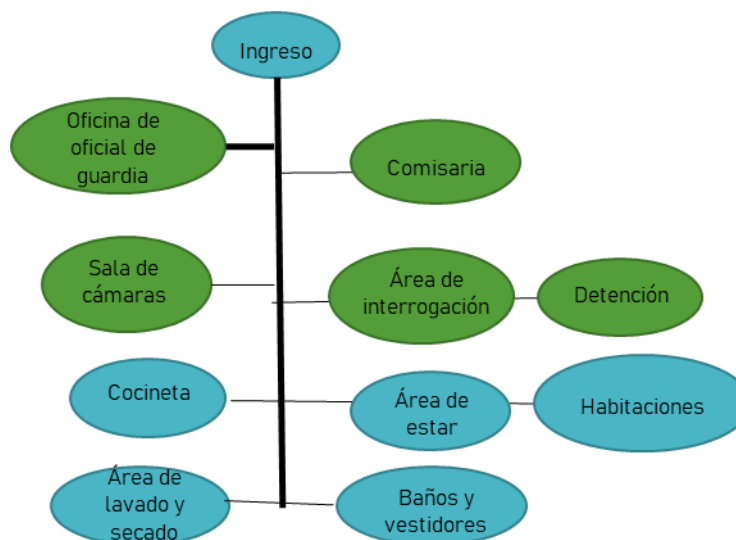 Ingreso
Oficina de
oficial de
guardia
Comisaria
Sala de
cámaras
Área de
interrogación
Detención
Cocineta
Área de
estar
Habitaciones
Área de
lavado y
secado
Baños y
vestidores